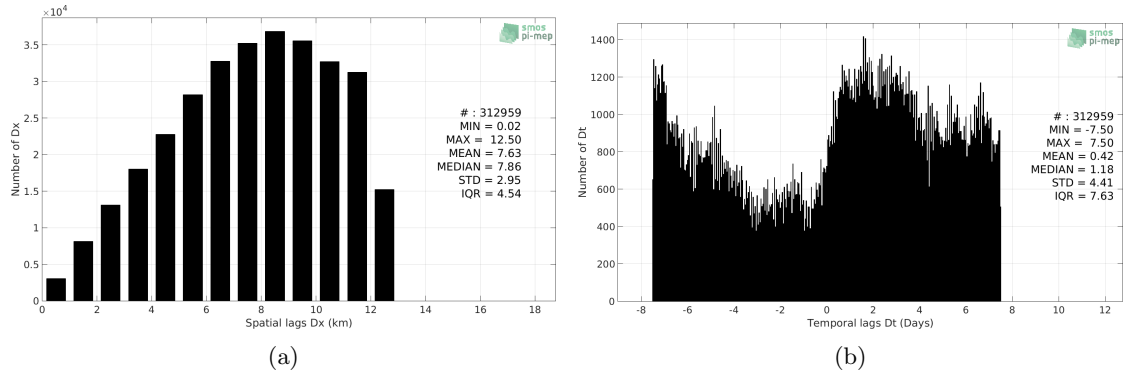 ×10⁴
3.5
3
2.5
2
1.5
1
0.5
0
Number of Dx
smos
pi-mep
# : 312959
MIN = 0.02
MAX = 12.50
MEAN = 7.63
MEDIAN = 7.86
STD = 2.95
IQR = 4.54
0 2 4 6 8 10 12 14 16 18
Spatial lags Dx (km)
(a)
1400
1200
1000
800
600
400
200
0
Number of Dt
smos
pi-mep
# : 312959
MIN = -7.50
MAX = 7.50
MEAN = 0.42
MEDIAN = 1.18
STD = 4.41
IQR = 7.63
-8 -6 -4 -2 0 2 4 6 8 10 12
Temporal lags Dt (Days)
(b)